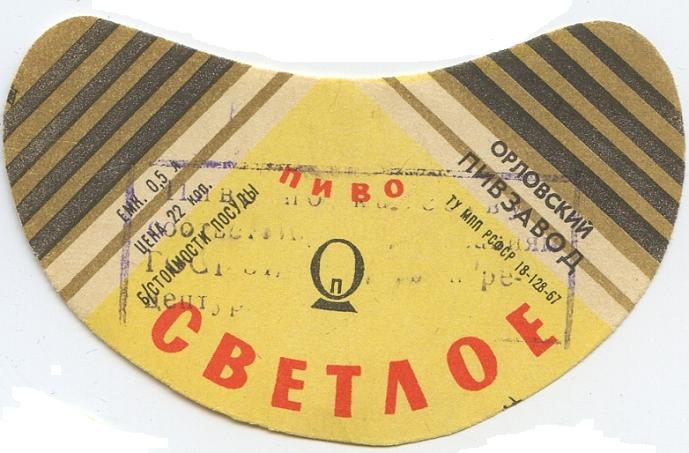 ЕМК. 0,5 Л
ЦЕНА 22 коп.
Б/СТОИМОСТИ ПОСУДЫ
ПИВО
ОРЛОВСКИЙ
ПИВЗАВОД
ТУ МПП РСФСР 18-128-67
П
СВЕТЛОЕ